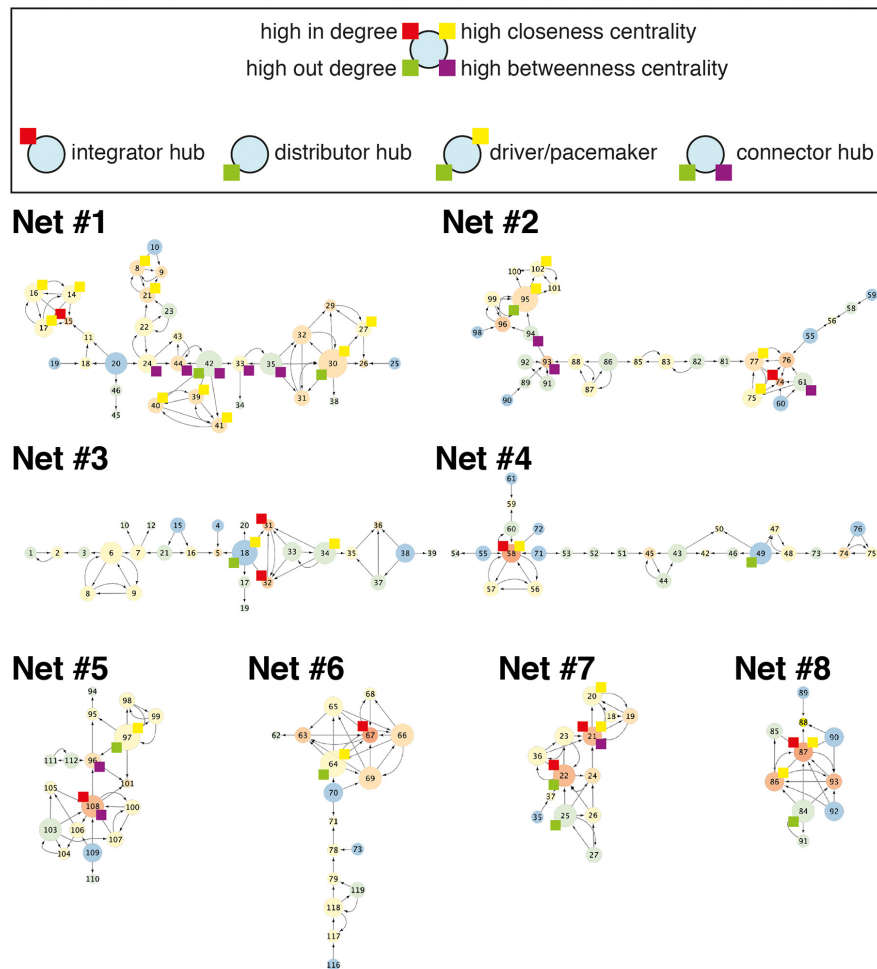 high in degree high closeness centrality
high out degree high betweenness centrality
integrator hub distributor hub driver/pacemaker connector hub
Net #1 Net #2
10
8 9
16 14 21
17 15 23
11 22 43
19 18 20 24 44 42 33 35 30 26 25
29
32 27
31 38
46 34
45
40 39
41
100 102
101
99 95
96
98 94
92 93 88 86 85 83 82 81 77 76
89 91 87
90
59
58
56
55
74 61
75 60
Net #3 Net #4
10 12 15 4 20 31 36
1 2 3 6 7 21 16 5 18 33 34 35 38 39
8 9 17 32 37
19
61
59
60 72
54 55 58 71 53 52 51 45 43 42 46 49 48 73 74 75
50 47 76
57 56 44
Net #5 Net #6 Net #7 Net #8
94
98
95 99
97
111 112 96
105 101
108 100
103 106
107
104 109
110
68
65
62 63 67 66
64 69
70
71
78 73
79
119
118
117
116
20
18 19
23 21
36
22 24
37
35 25 26
27
89
88
85 90
87
86 93
84 92
91